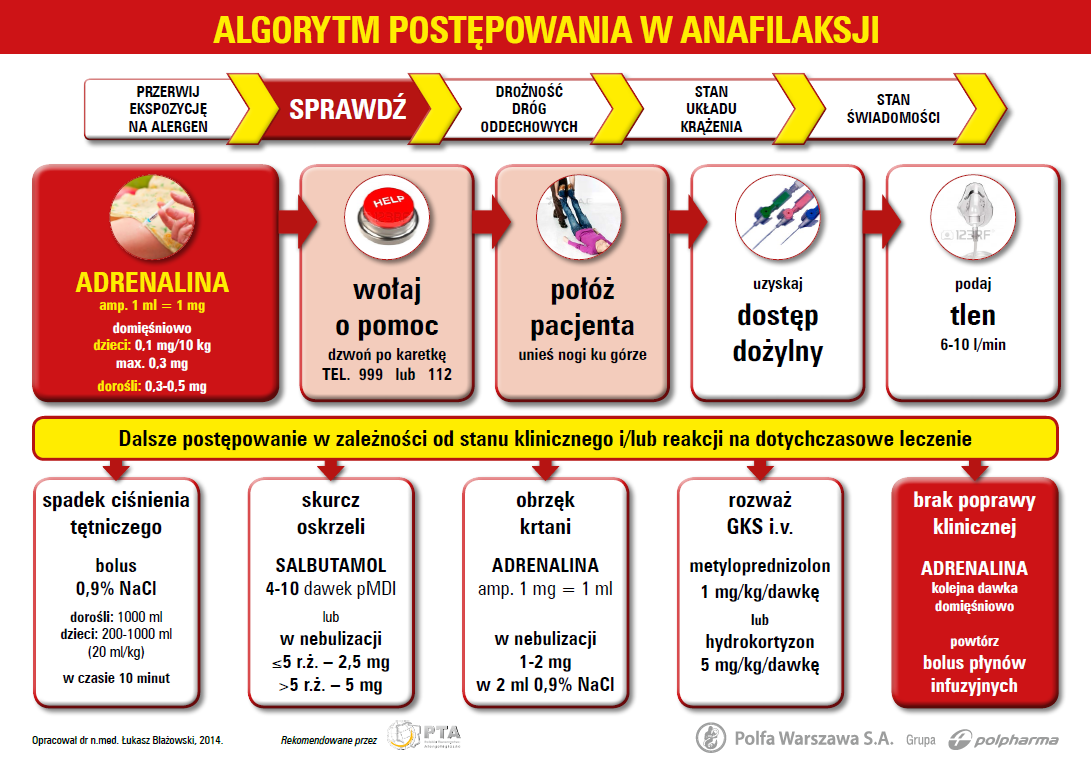 ALGORYTM POSTĘPOWANIA W ANAFILAKSJI
PRZERWIJ
EKSPOZYCJĘ
NA ALERGEN
SPRAWDŹ
DROŻNOŚĆ
DRÓG
ODDECHOWYCH
STAN
UKŁADU
KRĄŻENIA
STAN
ŚWIADOMOŚCI
ADRENALINA
amp. 1 ml = 1 mg
domięśniowo
dzieci: 0,1 mg/10 kg
max. 0,3 mg
dorośli: 0,3-0,5 mg
HELP
wołaj
o pomoc
dzwoń po karetkę
TEL. 999 lub 112
połóż
pacjenta
unieś nogi ku górze
uzyskaj
dostęp
dożylny
123RF
podaj
tlen
6-10 l/min
Dalsze postępowanie w zależności od stanu klinicznego i/lub reakcji na dotychczasowe leczenie
spadek ciśnienia
tętniczego
bolus
0,9% NaCl
dorośli: 1000 ml
dzieci: 200-1000 ml
(20 ml/kg)
w czasie 10 minut
skurcz
oskrzeli
SALBUTAMOL
4-10 dawek pMDI
lub
w nebulizacji
≤5 r.ż. – 2,5 mg
>5 r.ż. – 5 mg
obrzęk
krtani
ADRENALINA
amp. 1 mg = 1 ml
w nebulizacji
1-2 mg
w 2 ml 0,9% NaCl
rozważ
GKS i.v.
metyloprednizolon
1 mg/kg/dawkę
lub
hydrokortyzon
5 mg/kg/dawkę
brak poprawy
klinicznej
ADRENALINA
kolejna dawka
domięśniowo
powtórz
bolus płynów
infuzyjnych
Opracował dr n.med. Łukasz Błażowski, 2014.
Rekomendowane przez
PTA
Polfa Warszawa S.A. Grupa polpharma